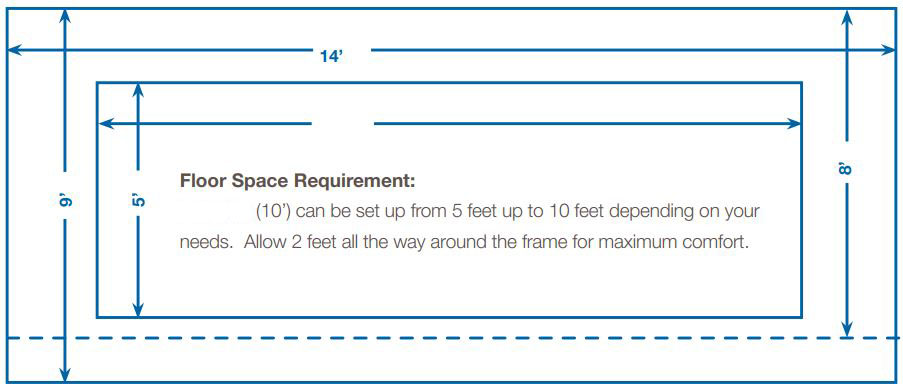 14’
Floor Space Requirement:
(10’) can be set up from 5 feet up to 10 feet depending on your
needs. Allow 2 feet all the way around the frame for maximum comfort.
9’
5’
8’